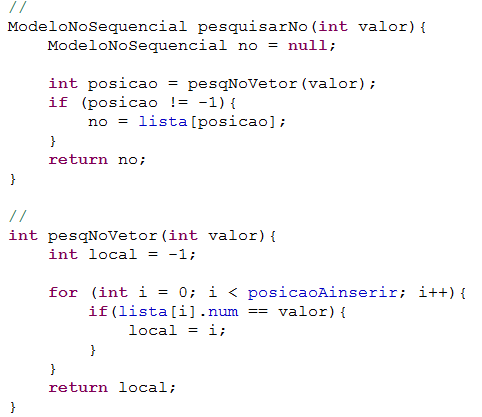 //
ModeloNoSequencial pesquisarNo(int valor){
    ModeloNoSequencial no = null;

    int posicao = pesqNoVetor(valor);
    if (posicao != -1){
        no = lista[posicao];
    }
    return no;
}

//
int pesqNoVetor(int valor){
    int local = -1;

    for (int i = 0; i < posicaoAinserir; i++){
        if(lista[i].num == valor){
            local = i;
        }
    }
    return local;
}